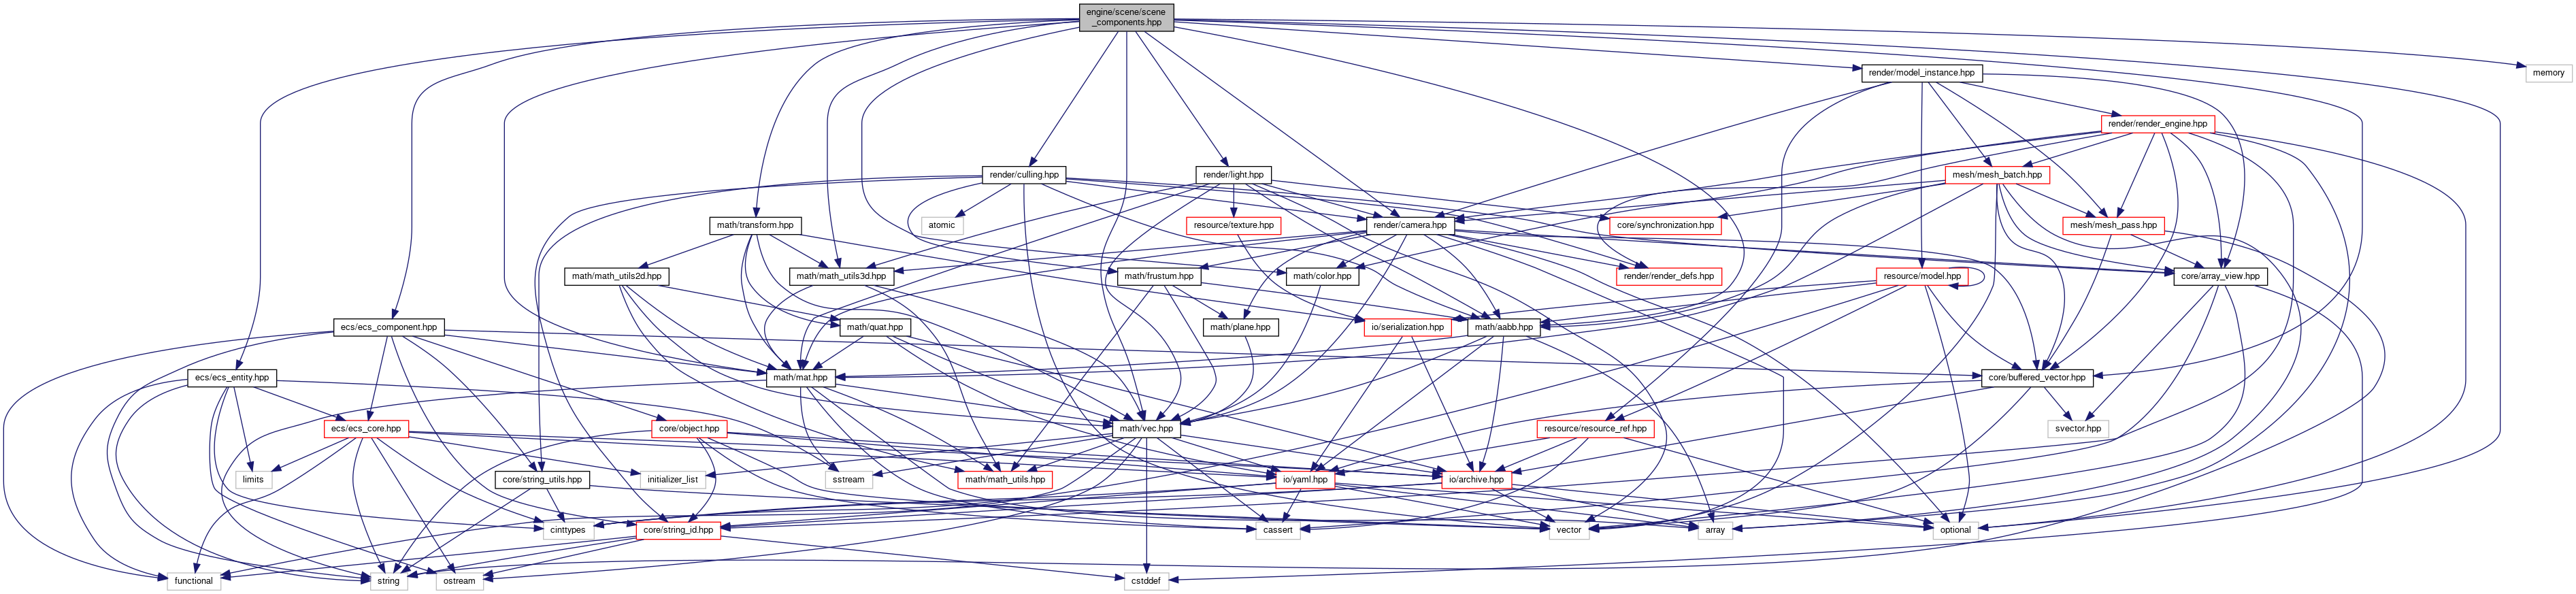 engine/scene/scene
_components.hpp
render/model_instance.hpp
memory
render/render_engine.hpp
render/culling.hpp
render/light.hpp
mesh/mesh_batch.hpp
math/transform.hpp
atomic
resource/texture.hpp
render/camera.hpp
core/synchronization.hpp
mesh/mesh_pass.hpp
math/math_utils2d.hpp
math/math_utils3d.hpp
math/frustum.hpp
math/color.hpp
render/render_defs.hpp
resource/model.hpp
core/array_view.hpp
ecs/ecs_component.hpp
math/quat.hpp
math/plane.hpp
io/serialization.hpp
math/aabb.hpp
ecs/ecs_entity.hpp
math/mat.hpp
core/buffered_vector.hpp
ecs/ecs_core.hpp
core/object.hpp
math/vec.hpp
resource/resource_ref.hpp
svector.hpp
limits
core/string_utils.hpp
initializer_list
sstream
math/math_utils.hpp
io/yaml.hpp
io/archive.hpp
cinttypes
core/string_id.hpp
cassert
vector
array
optional
functional
string
ostream
cstddef